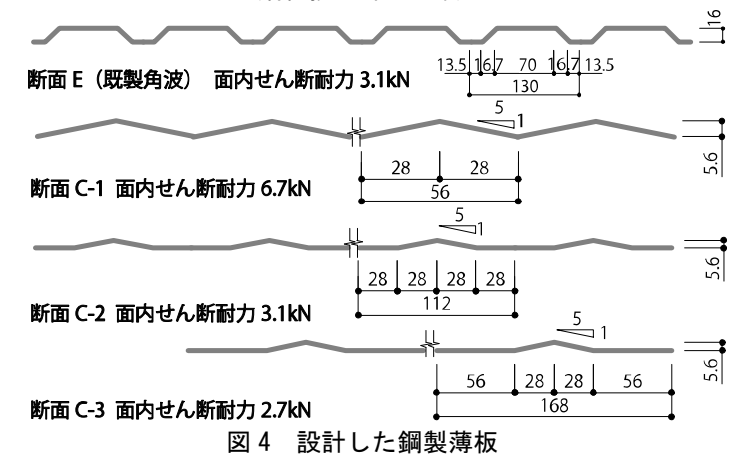 16
13.5 16.7 70 16.7 13.5
130
断面 E（既製角波） 面内せん断耐力 3.1kN
5
1
28 28
56
5.6
断面 C-1 面内せん断耐力 6.7kN
5
1
28 28 28 28
112
5.6
断面 C-2 面内せん断耐力 3.1kN
5
1
56 28 28 56
168
5.6
断面 C-3 面内せん断耐力 2.7kN
図 4 設計した鋼製薄板